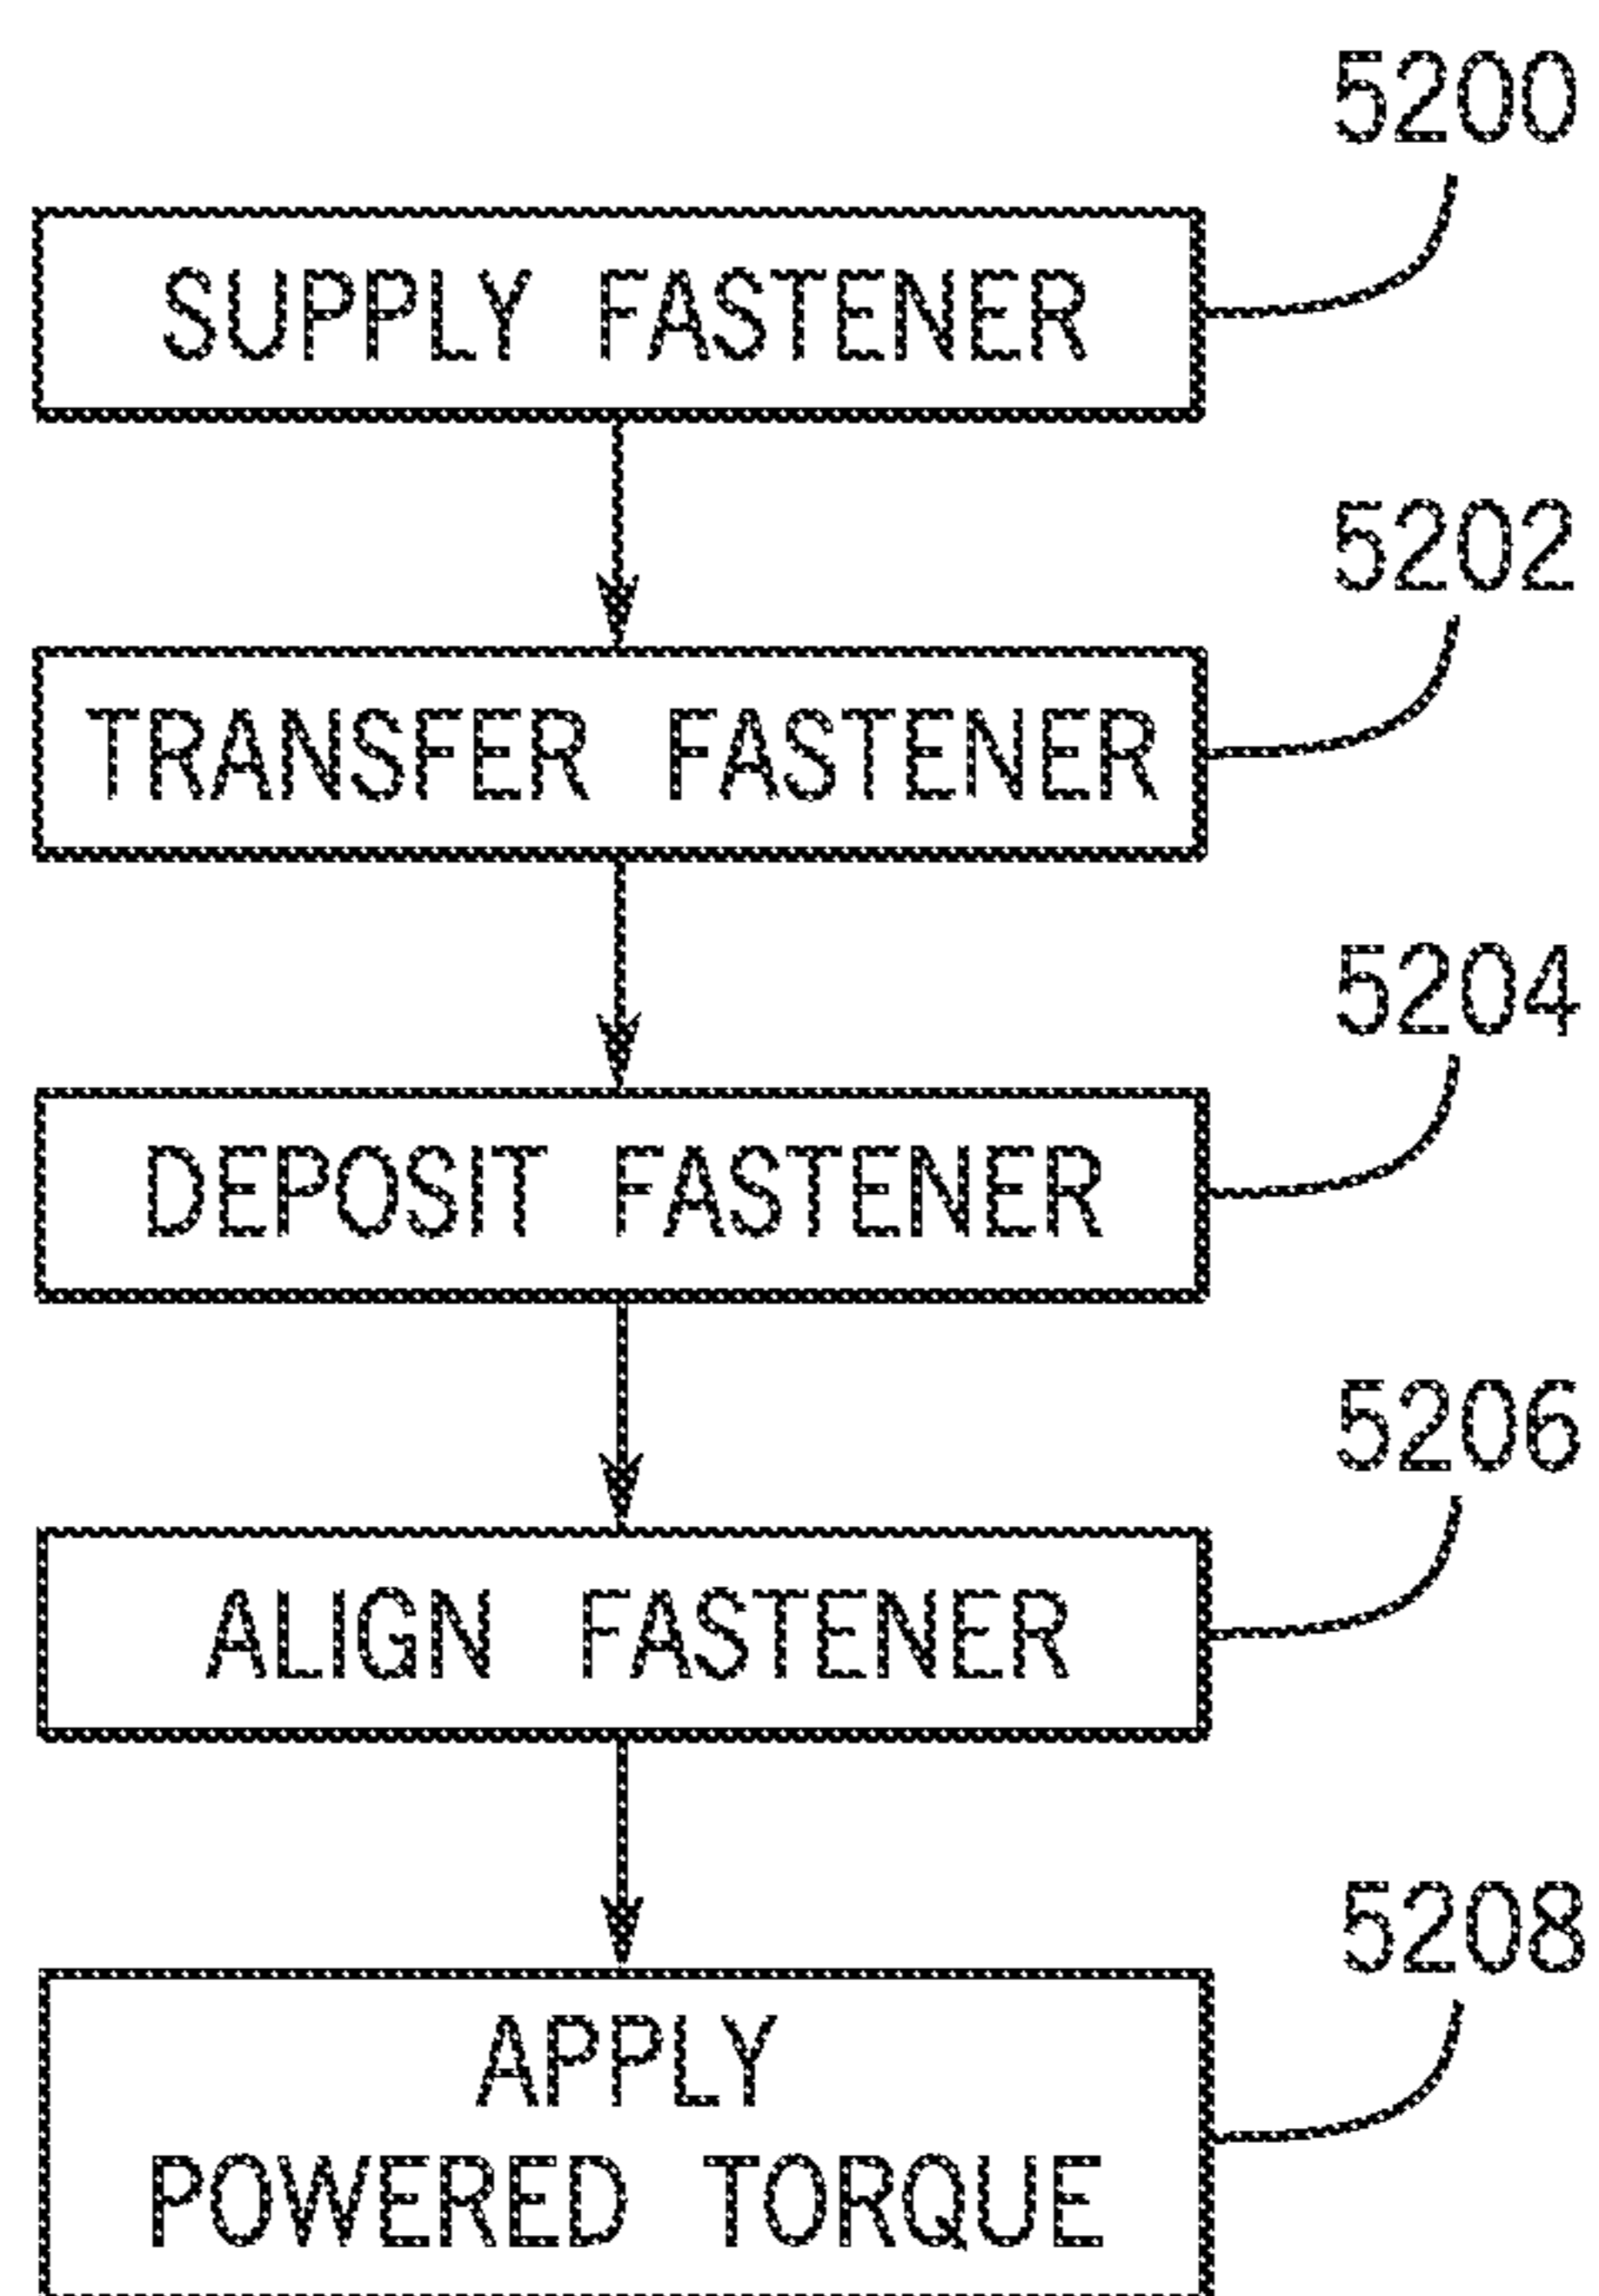 5200
SUPPLY FASTENER
5202
TRANSFER FASTENER
5204
DEPOSIT FASTENER
5206
ALIGN FASTENER
5208
APPLY
POWERED TORQUE